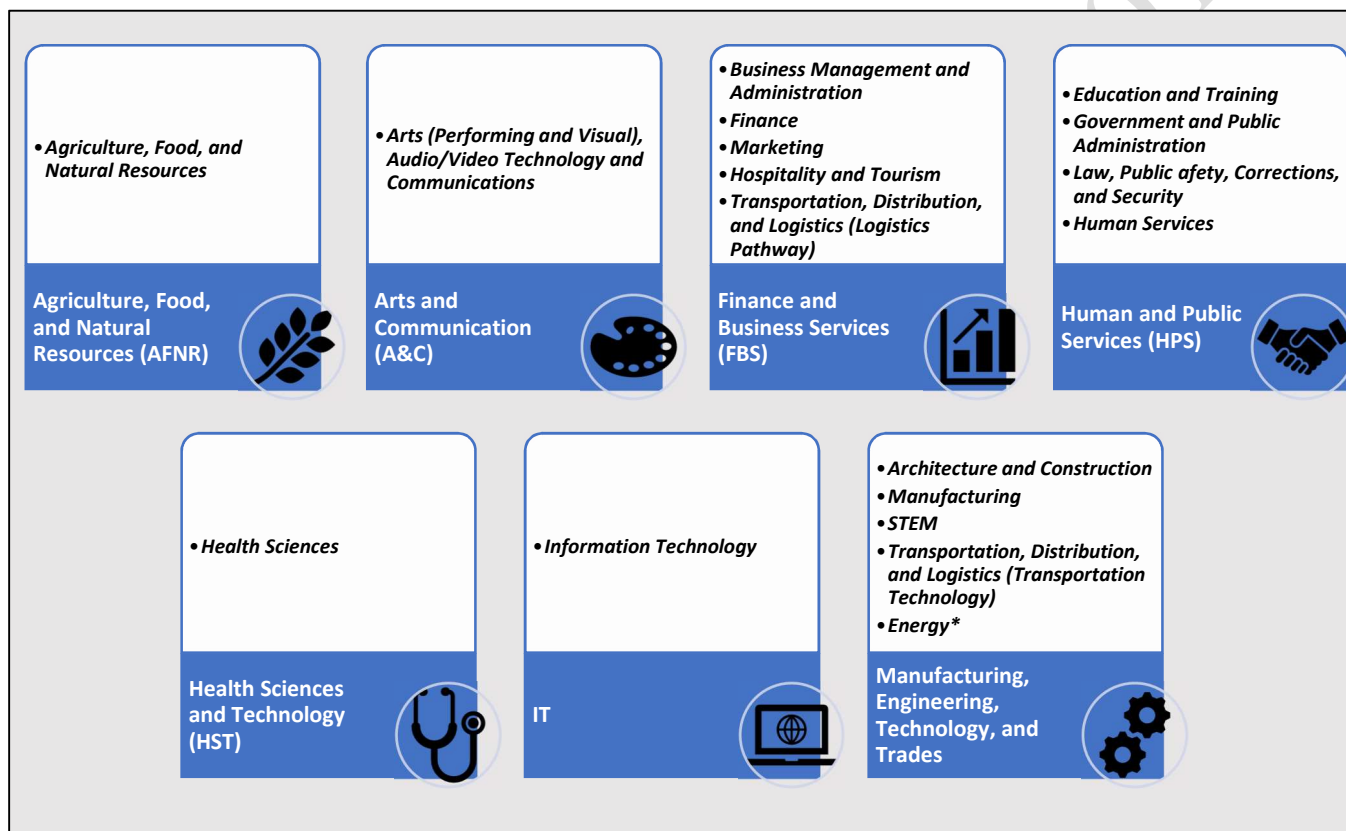 •Agriculture, Food, and
Natural Resources
Agriculture, Food,
and Natural
Resources (AFNR)
•Arts (Performing and Visual),
Audio/Video Technology and
Communications
Arts and
Communication
(A&C)
•Business Management and
Administration
•Finance
•Marketing
•Hospitality and Tourism
•Transportation, Distribution,
and Logistics (Logistics
Pathway)
Finance and
Business Services
(FBS)
•Education and Training
•Government and Public
Administration
•Law, Public afety, Corrections,
and Security
•Human Services
Human and Public
Services (HPS)
•Health Sciences
Health Sciences
and Technology
(HST)
•Information Technology
IT
•Architecture and Construction
•Manufacturing
•STEM
•Transportation, Distribution,
and Logistics (Transportation
Technology)
•Energy*
Manufacturing,
Engineering,
Technology, and
Trades